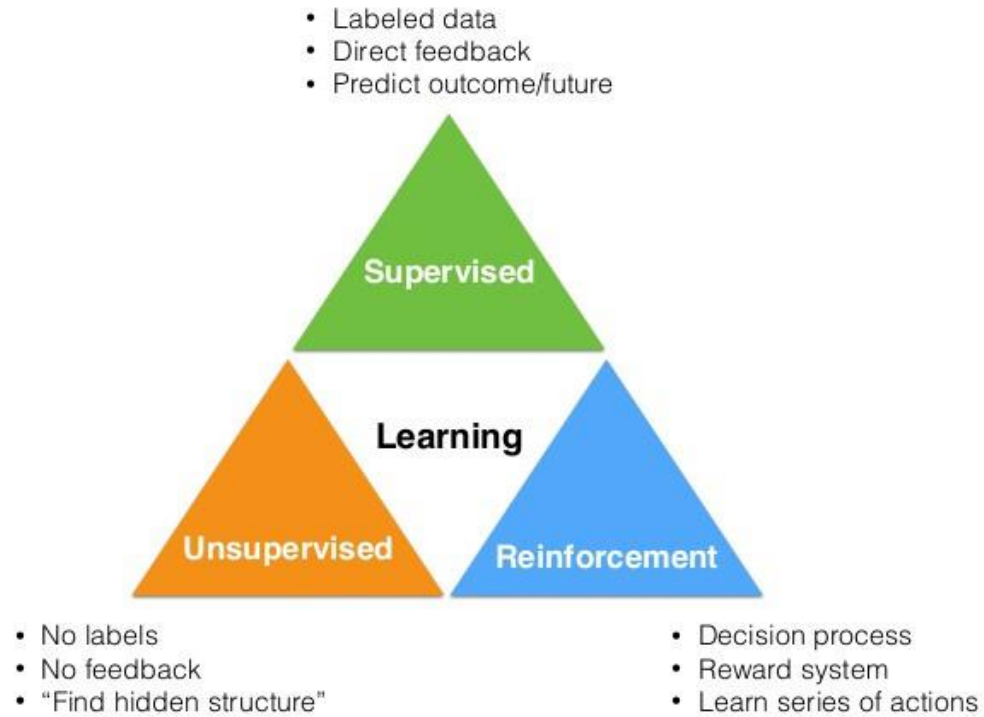 • Labeled data
• Direct feedback
• Predict outcome/future
Supervised
Learning
Unsupervised
Reinforcement
• No labels
• No feedback
• “Find hidden structure”
• Decision process
• Reward system
• Learn series of actions